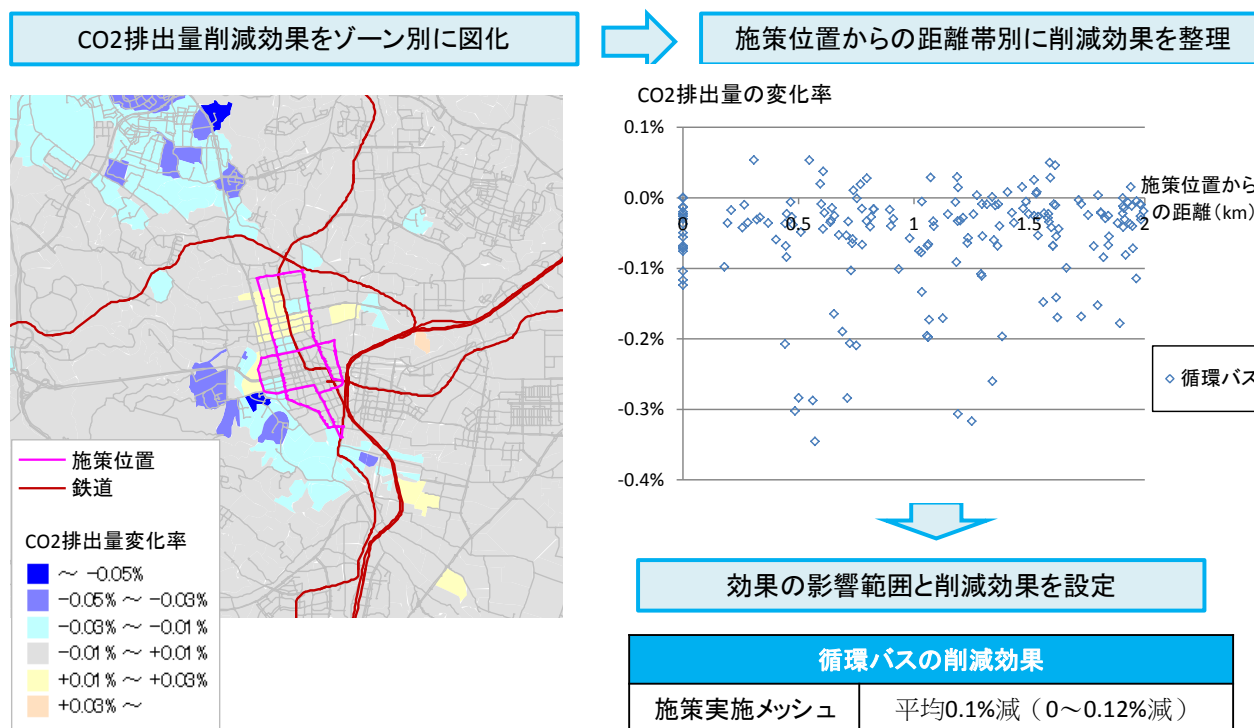 CO2排出量削減効果をゾーン別に図化
施策位置からの距離帯別に削減効果を整理
施策位置
鉄道
CO2排出量変化率
～ -0.05%
-0.05% ～ -0.03%
-0.03% ～ -0.01%
-0.01% ～ +0.01%
+0.01% ～ +0.03%
+0.03% ～
CO2排出量の変化率
0.1%
0.0%
-0.1%
-0.2%
-0.3%
-0.4%
0
0.5
1
1.5
2
施策位置から
の距離（km）
循環バス
効果の影響範囲と削減効果を設定
循環バスの削減効果
施策実施メッシュ
平均0.1%減（0～0.12%減）